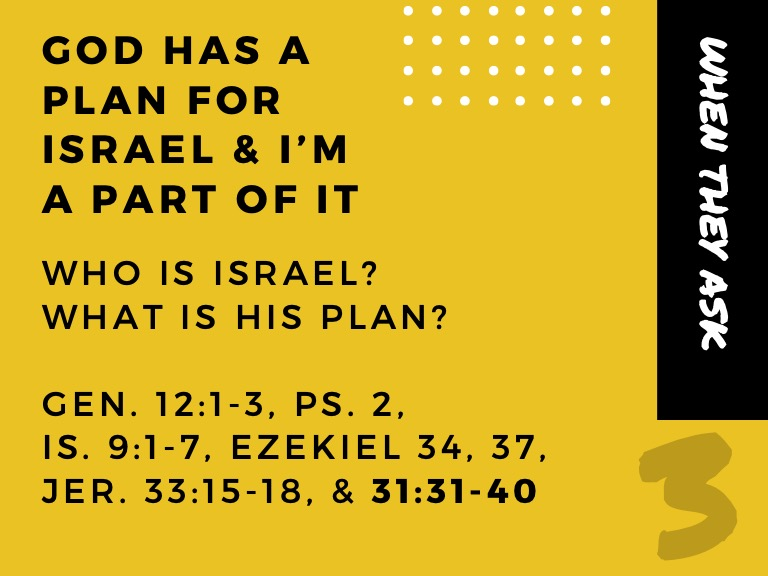 GOD HAS A
PLAN FOR
ISRAEL & I'M
A PART OF IT
WHO IS ISRAEL?
WHAT IS HIS PLAN?
GEN. 12:1-3, PS. 2,
IS. 9:1-7, EZEKIEL 34, 37,
JER. 33:15-18, & 31:31-40
WHEN THEY ASK
3